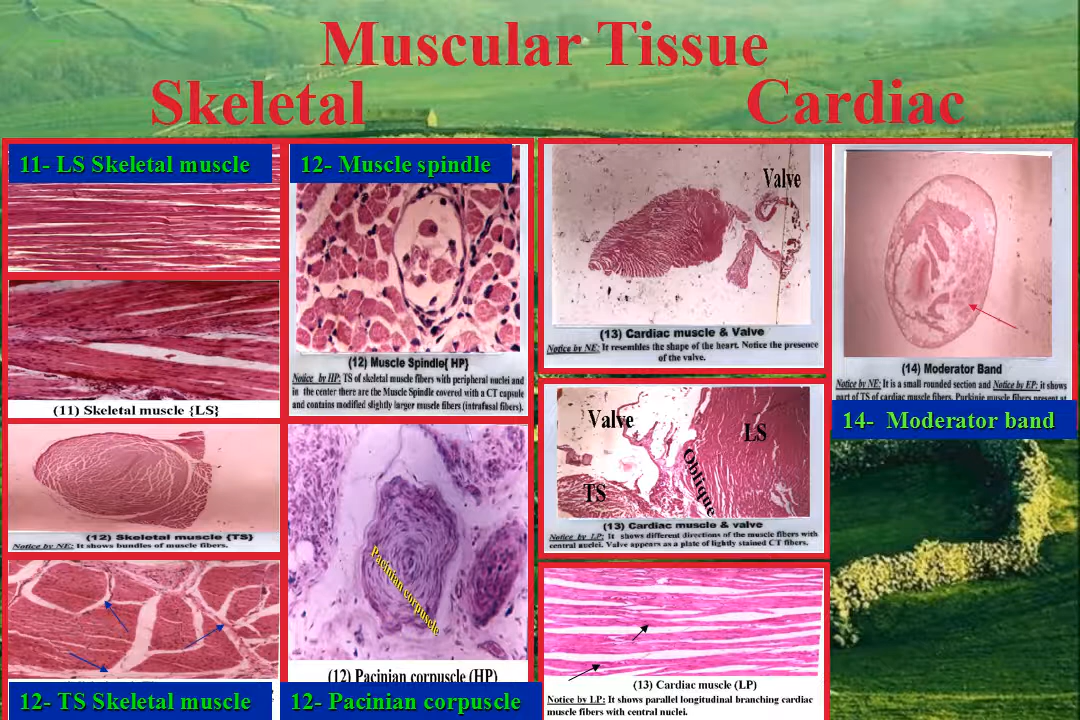 Muscular Tissue
Skeletal
Cardiac
11- LS Skeletal muscle
(11) Skeletal muscle {LS}
(12) Skeletal muscle {TS}
Notice by NE: It shows bundles of muscle fibers.
12- TS Skeletal muscle
12- Muscle spindle
(12) Muscle Spindle{ HP}
Notice by HP: TS of skeletal muscle fibers with peripheral nuclei and
in the center there are the Muscle Spindle covered with a CT capsule
and contains modified slightly larger muscle fibers (intrafusal fibers).
Pacinian corpuscle
(12) Pacinian corpuscle (HP)
12- Pacinian corpuscle
Valve
(13) Cardiac muscle & Valve
Notice by NE: It resembles the shape of the heart. Notice the presence
of the valve.
Valve
LS
Oblique
TS
(13) Cardiac muscle & valve
Notice by LP: It shows different directions of the muscle fibers with
central nuclei. Valve appears as a plate of lightly stained CT fibers.
(13) Cardiac muscle (LP)
Notice by LP: It shows parallel longitudinal branching cardiac
muscle fibers with central nuclei.
(14) Moderator Band
Notice by NE: It is a small rounded section and Notice by EP: it shows
part of TS of cardiac muscle fibers. Purkinje muscle fibers present at
14- Moderator band